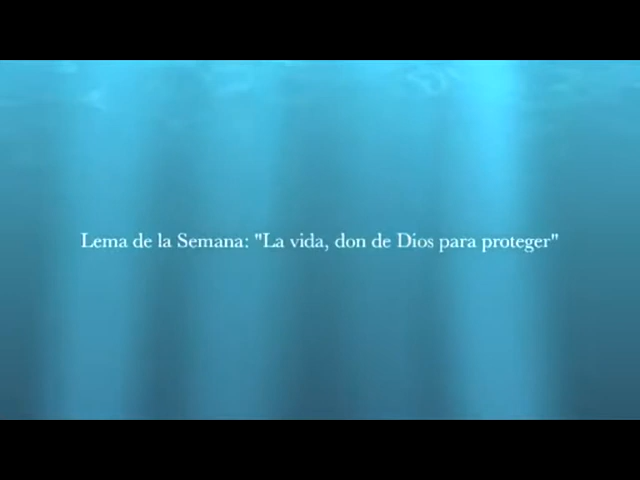 Lema de la Semana: "La vida, don de Dios para proteger"